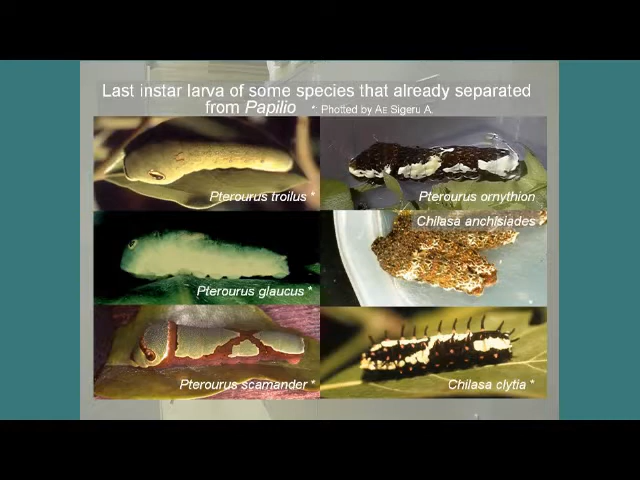 Last instar larva of some species that already separated
from Papilio *: Photted by AE Sigeru A.
Pterourus troilus *
Pterourus ornythion
Chilasa anchisiades
Pterourus glaucus *
Pterourus scamander *
Chilasa clytia *